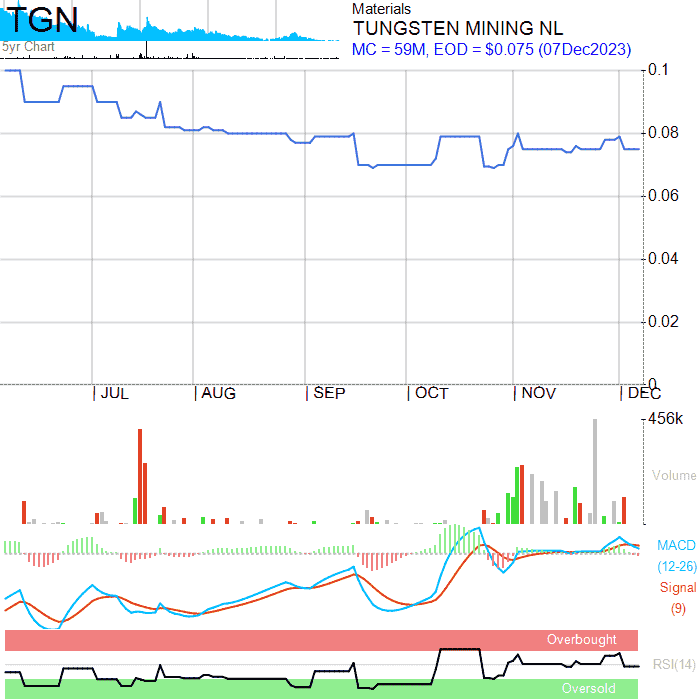 TGN
5yr Chart
Materials
TUNGSTEN MINING NL
MC = 59M, EOD = $0.075 (07Dec2023)
0.1
0.08
0.06
0.04
0.02
0
JUL AUG SEP OCT NOV DEC
456k
Volume
MACD
(12-26)
Signal
(9)
Overbought
RSI(14)
Oversold